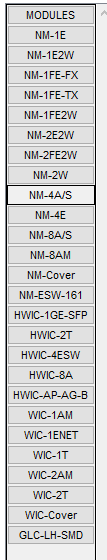 MODULES
NM-1E
NM-1E2W
NM-1FE-FX
NM-1FE-TX
NM-1FE2W
NM-2E2W
NM-2FE2W
NM-2W
NM-4A/S
NM-4E
NM-8A/S
NM-8AM
NM-Cover
NM-ESW-161
HWIC-1GE-SFP
HWIC-2T
HWIC-4ESW
HWIC-8A
HWIC-AP-AG-B
WIC-1AM
WIC-1ENET
WIC-1T
WIC-2AM
WIC-2T
WIC-Cover
GLC-LH-SMD